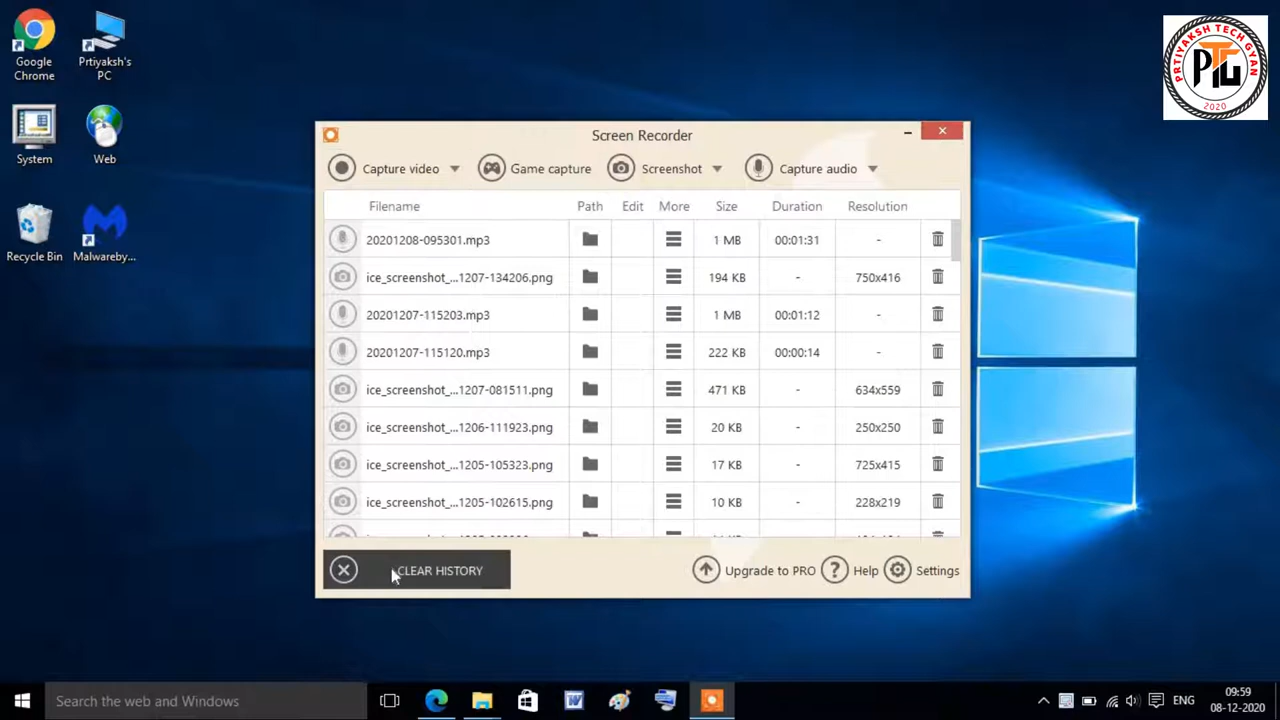 Google
Chrome
Prtiyaksh's
PC
System
Web
Recycle Bin
Malwareby...
PRTIYAKSH TECH GYAN
PTG
2020
Screen Recorder
Capture video
Game capture
Screenshot
Capture audio
Filename Path Edit More Size Duration Resolution
20201208-095301.mp3 1 MB 00:01:31 -
ice_screenshot_...1207-134206.png 194 KB - 750x416
20201207-115203.mp3 1 MB 00:01:12 -
20201207-115120.mp3 222 KB 00:00:14 -
ice_screenshot_...1207-081511.png 471 KB - 634x559
ice_screenshot_...1206-111923.png 20 KB - 250x250
ice_screenshot_...1205-105323.png 17 KB - 725x415
ice_screenshot_...1205-102615.png 10 KB - 228x219
CLEAR HISTORY
Upgrade to PRO
? Help
Settings
Search the web and Windows
ENG
09:59
08-12-2020